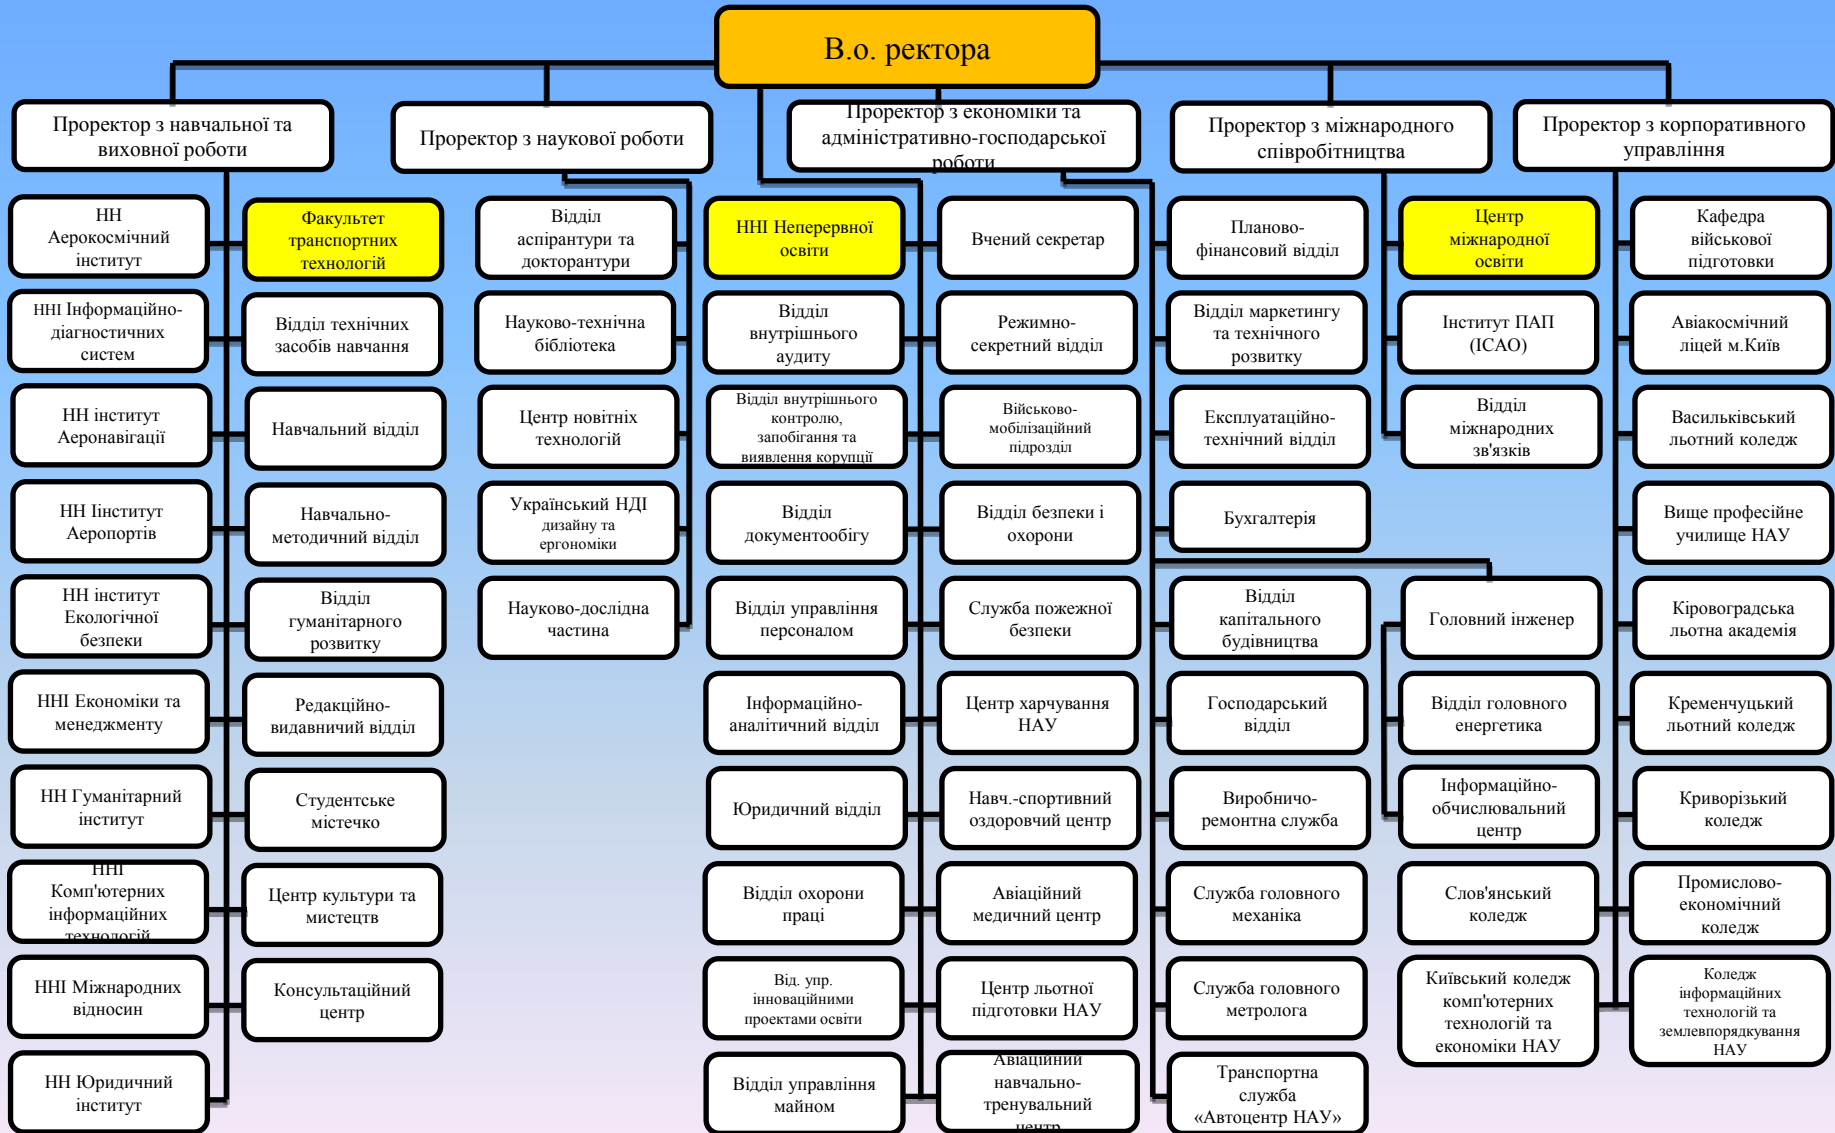 В.о. ректора
Проректор з навчальної та
виховної роботи
Проректор з наукової роботи
Проректор з економіки та
адміністративно-господарської
роботи
Проректор з міжнародного
співробітництва
Проректор з корпоративного
управління
НН
Аерокосмічний
інститут
ННІ Інформаційно-
діагностичних
систем
НН інститут
Аеронавігації
НН Іінститут
Аеропортів
НН інститут
Екологічної
безпеки
ННІ Економіки та
менеджменту
НН Гуманітарний
інститут
ННІ
Комп'ютерних
інформаційних
технологій
ННІ Міжнародних
відносин
НН Юридичний
інститут
Факультет
транспортних
технологій
Відділ технічних
засобів навчання
Навчальний відділ
Навчально-
методичний відділ
Відділ
гуманітарного
розвитку
Редакційно-
видавничий відділ
Студентське
містечко
Центр культури та
мистецтв
Консультаційний
центр
Відділ
аспірантури та
докторантури
Науково-технічна
бібліотека
Центр новітніх
технологій
Український НДІ
дизайну та
ергономіки
Науково-дослідна
частина
ННІ Неперервної
освіти
Відділ
внутрішнього
аудиту
Відділ внутрішнього
контролю,
запобігання та
виявлення корупції
Відділ
документообігу
Відділ управління
персоналом
Інформаційно-
аналітичний відділ
Юридичний відділ
Відділ охорони
праці
Від. упр.
інноваційними
проектами освіти
Відділ управління
майном
Вчений секретар
Режимно-
секретний відділ
Військово-
мобілізаційний
підрозділ
Відділ безпеки і
охорони
Служба пожежної
безпеки
Центр харчування
НАУ
Навч.-спортивний
оздоровчий центр
Авіаційний
медичний центр
Центр льотної
підготовки НАУ
Авіаційний
навчально-
тренувальний
центр
Планово-
фінансовий відділ
Відділ маркетингу
та технічного
розвитку
Експлуатаційно-
технічний відділ
Бухгалтерія
Відділ
капітального
будівництва
Господарський
відділ
Виробничо-
ремонтна служба
Служба головного
механіка
Служба головного
метролога
Транспортна
служба
«Автоцентр НАУ»
Центр
міжнародної
освіти
Інститут ПАП
(ІСАО)
Відділ
міжнародних
зв'язків
Головний інженер
Відділ головного
енергетика
Інформаційно-
обчислювальний
центр
Слов'янський
коледж
Київський коледж
комп'ютерних
технологій та
економіки НАУ
Кафедра
військової
підготовки
Авіакосмічний
ліцей м.Київ
Васильківський
льотний коледж
Вище професійне
училище НАУ
Кіровоградська
льотна академія
Кременчуцький
льотний коледж
Криворізький
коледж
Промислово-
економічний
коледж
Коледж
інформаційних
технологій та
землевпорядкування
НАУ